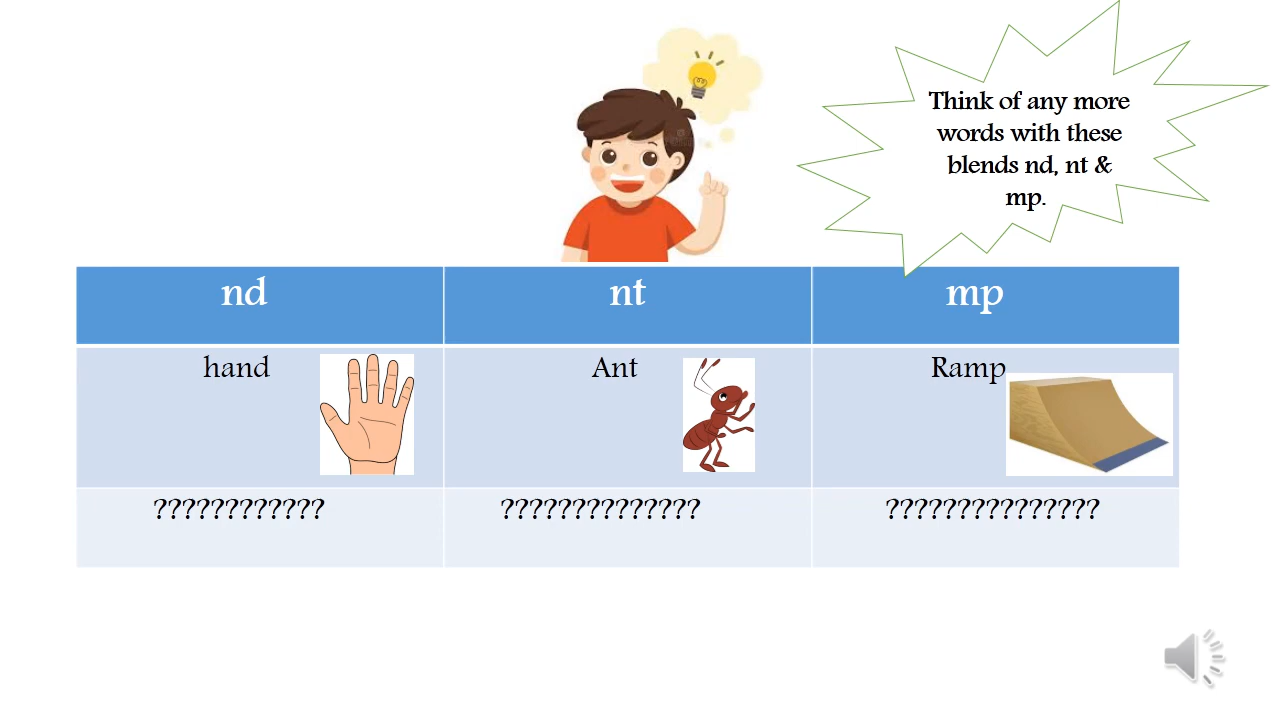 Think of any more
words with these
blends nd, nt &
mp.
nd nt mp
hand Ant Ramp
???????????? ?????????????? ???????????????